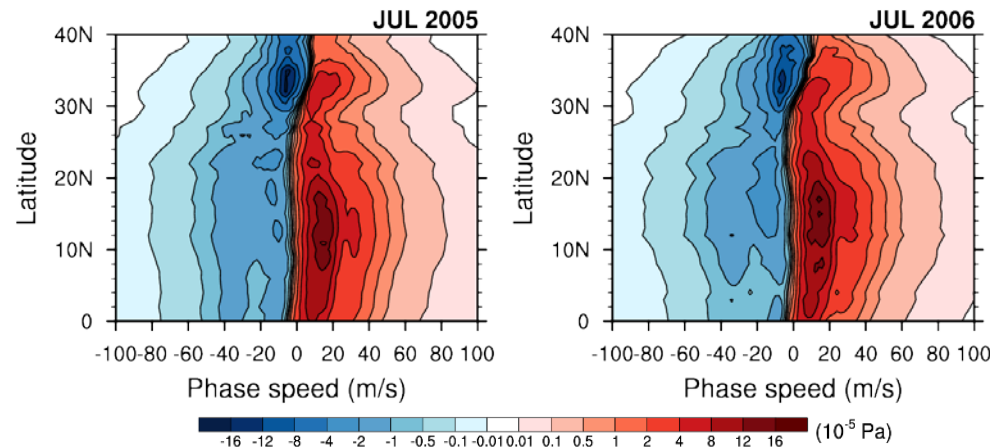 JUL 2005
JUL 2006
40N
30N
20N
10N
0
Latitude
-100 -80 -60 -40 -20 0 20 40 60 80 100
Phase speed (m/s)
40N
30N
20N
10N
0
Latitude
-100 -80 -60 -40 -20 0 20 40 60 80 100
Phase speed (m/s)
-16 -12 -8 -4 -2 -1 -0.5 -0.1 -0.01 0.01 0.1 0.5 1 2 4 8 12 16 (10⁻⁵ Pa)